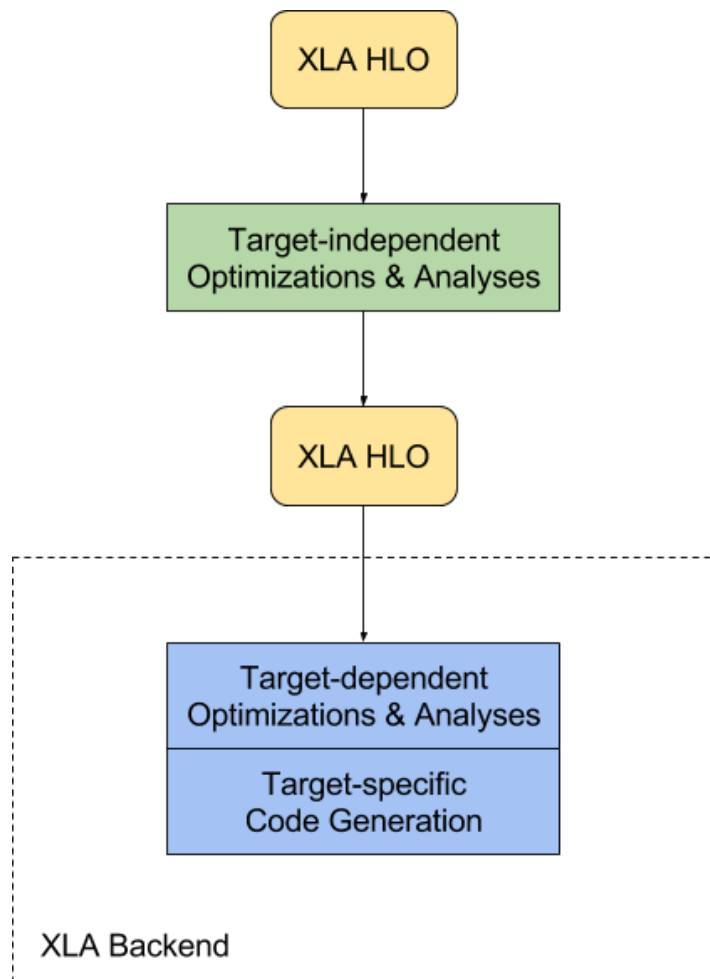 XLA HLO
Target-independent
Optimizations & Analyses
XLA HLO
Target-dependent
Optimizations & Analyses
Target-specific
Code Generation
XLA Backend